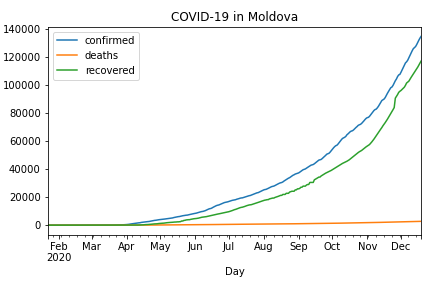 COVID-19 in Moldova
confirmed
deaths
recovered
140000
120000
100000
80000
60000
40000
20000
0
Feb Mar Apr May Jun Jul Aug Sep Oct Nov Dec
2020
Day